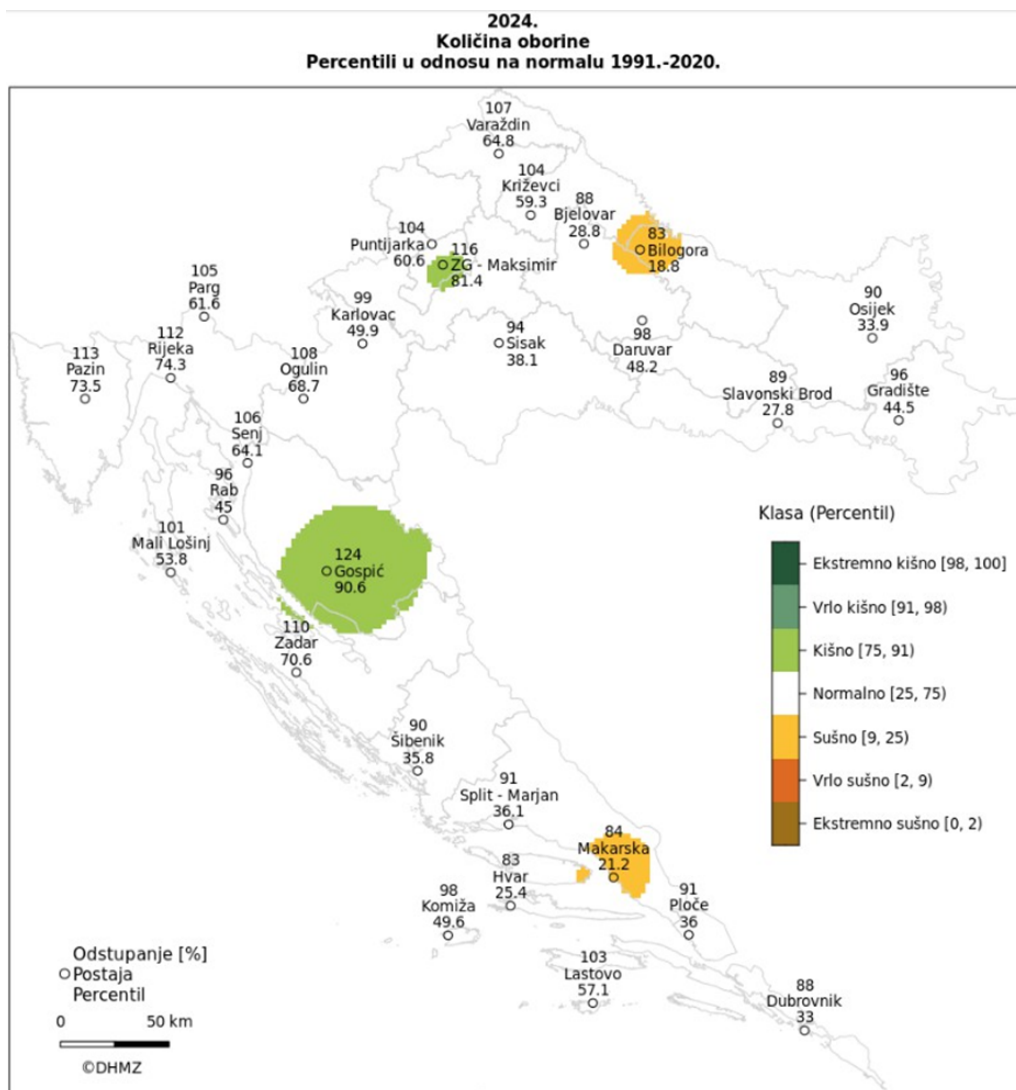 2024.
Količina oborine
Percentili u odnosu na normalu 1991.-2020.
107
Varaždin
64.8
104
Križevci
59.3
88
Bjelovar
28.8
83
Bilogora
18.8
104
Puntijarka
60.6
116
ZG - Maksimir
81.4
105
Parg
61.6
99
Karlovac
49.9
94
Sisak
38.1
98
Daruvar
48.2
90
Osijek
33.9
112
Rijeka
74.3
113
Pazin
73.5
108
Ogulin
68.7
89
Slavonski Brod
27.8
96
Gradište
44.5
106
Senj
64.1
96
Rab
45
101
Mali Lošinj
53.8
124
Gospić
90.6
110
Zadar
70.6
Klasa (Percentil)
Ekstremno kišno [98, 100]
Vrlo kišno [91, 98)
Kišno [75, 91)
Normalno [25, 75)
Sušno [9, 25)
Vrlo sušno [2, 9)
Ekstremno sušno [0, 2)
90
Šibenik
35.8
91
Split - Marjan
36.1
84
Makarska
21.2
83
Hvar
25.4
98
Komiža
49.6
91
Ploče
36
103
Lastovo
57.1
88
Dubrovnik
33
Odstupanje [%]
Postaja
Percentil
0 50 km
©DHMZ